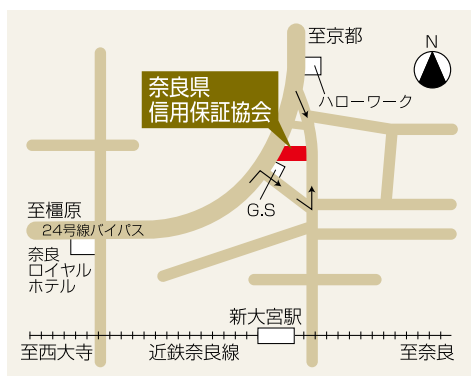 至京都
N
奈良県
信用保証協会
ハローワーク
G.S
至橿原
24号線バイパス
奈良
ロイヤル
ホテル
新大宮駅
至西大寺
近鉄奈良線
至奈良